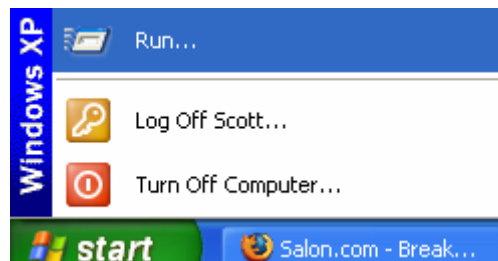 Windows XP
Run...
Log Off Scott...
Turn Off Computer...
start
Salon.com - Break...